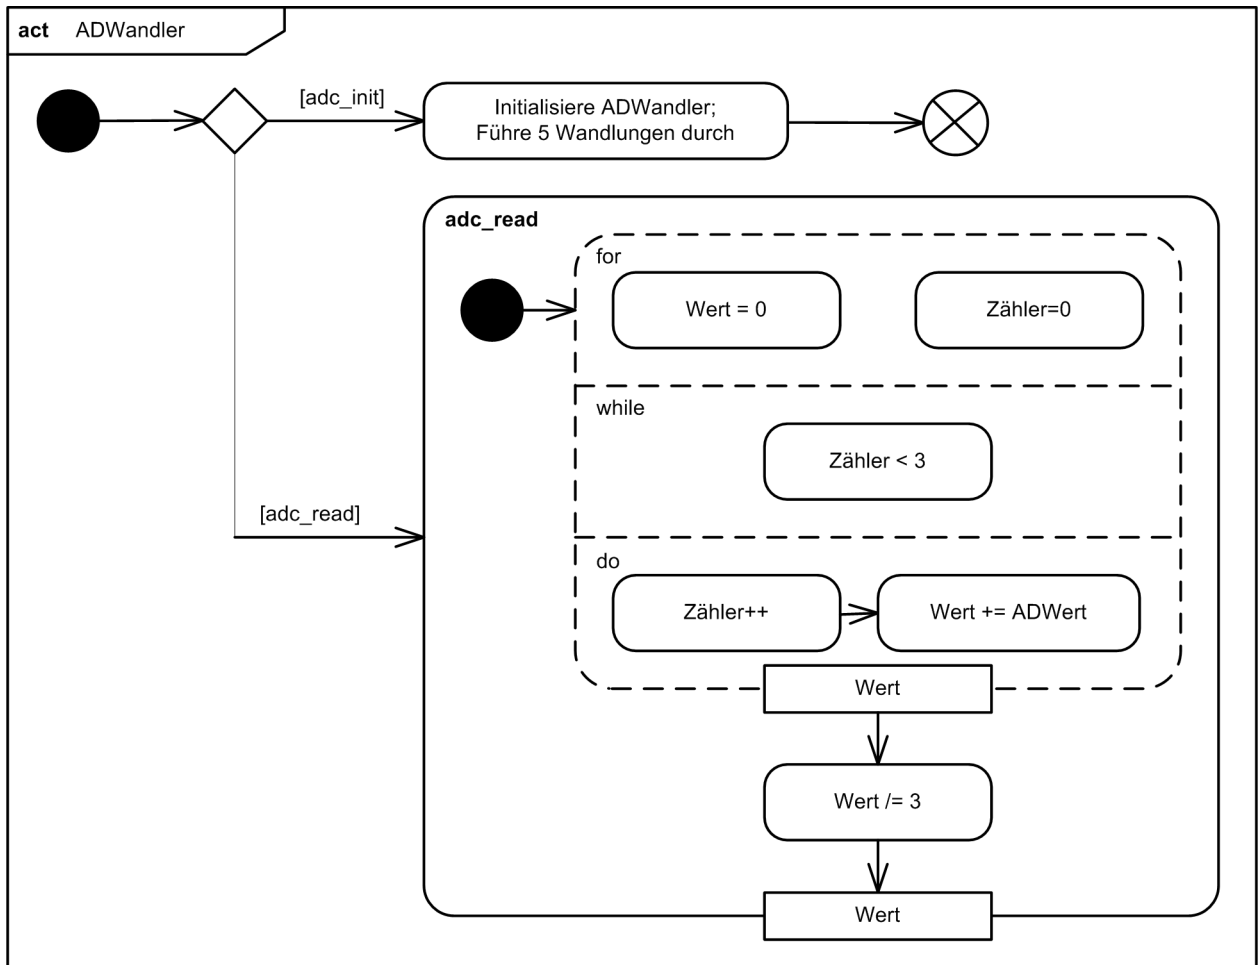 act ADWandler
[adc_init]
Initialisiere ADWandler;
Führe 5 Wandlungen durch
adc_read
for
Wert = 0
Zähler=0
while
Zähler < 3
[adc_read]
do
Zähler++
Wert += ADWert
Wert
Wert /= 3
Wert